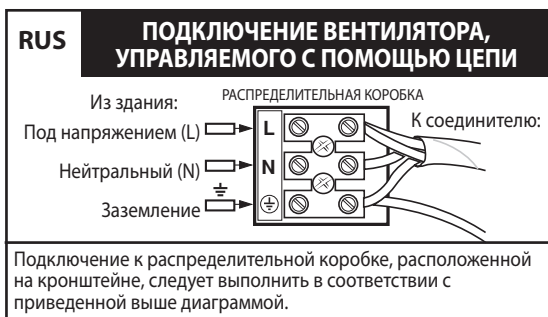 RUS
ПОДКЛЮЧЕНИЕ ВЕНТИЛЯТОРА,
УПРАВЛЯЕМОГО С ПОМОЩЬЮ ЦЕПИ
Из здания:
РАСПРЕДЕЛИТЕЛЬНАЯ КОРОБКА
К соединителю:
Под напряжением (L)
L
Нейтральный (N)
N
Заземление
Подключение к распределительной коробке, расположенной
на кронштейне, следует выполнить в соответствии с
приведенной выше диаграммой.